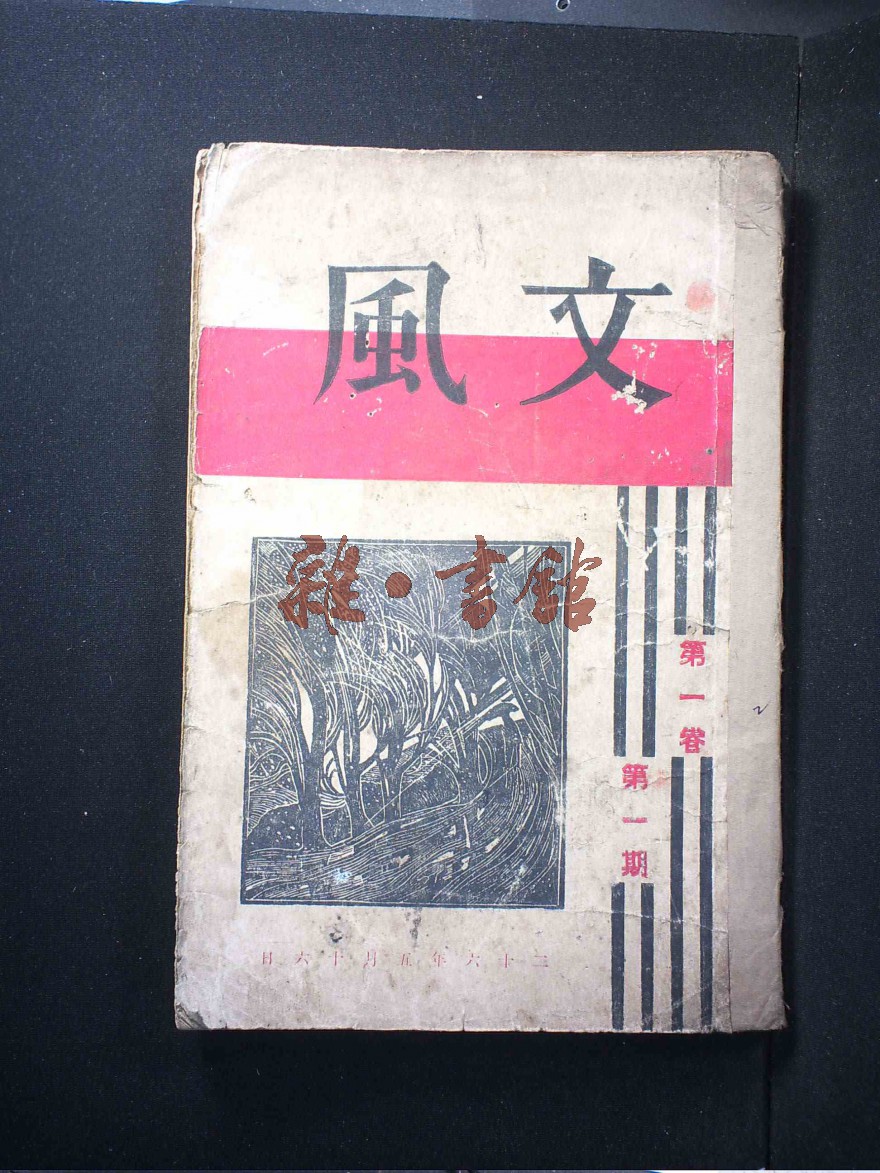 文風
雜·書館
第一卷
第一期
二十六年五月十六日